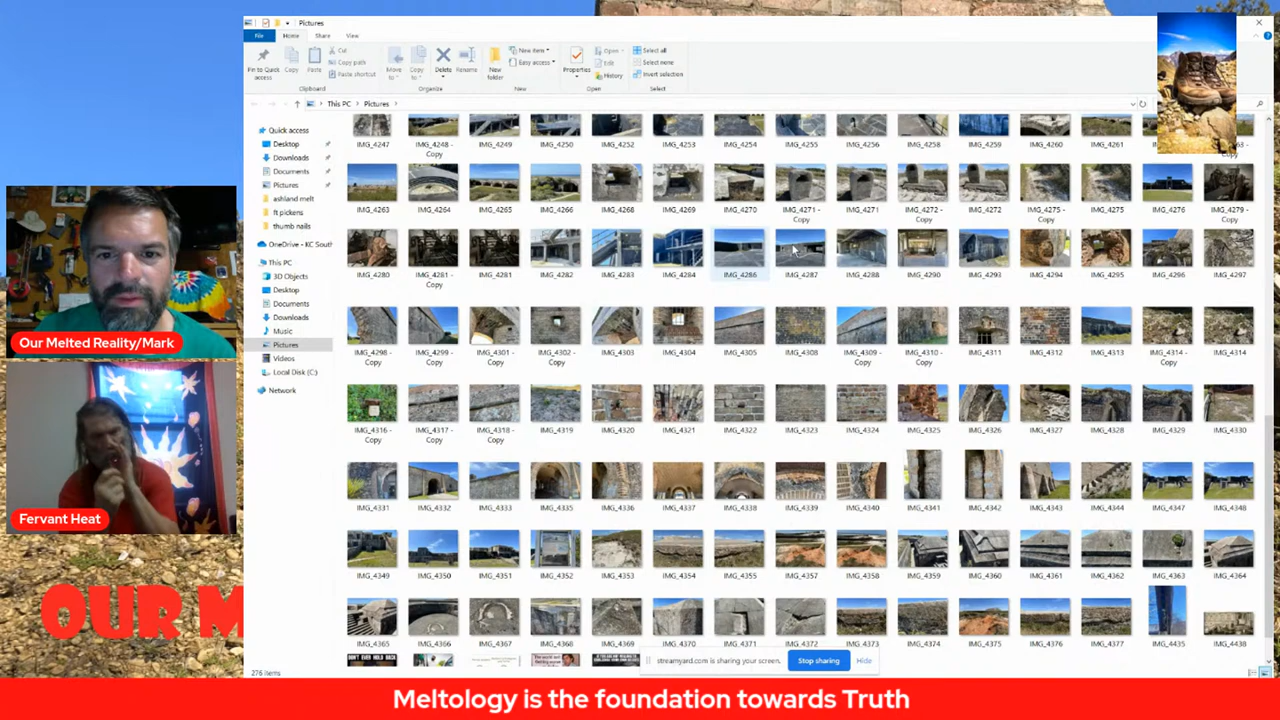 Pictures
File Home Share View
Pin to Quick access
Copy
Paste
Cut
Copy path
Paste shortcut
Move to
Copy to
Delete
Rename
New folder
New item
Easy access
Properties
Open
Edit
History
Select all
Select none
Invert selection
Clipboard Organize New Open Select
This PC Pictures
Quick access
Desktop
Downloads
Documents
Pictures
ashland melt
ft pickens
thumb nails
OneDrive - KC South
This PC
3D Objects
Desktop
Documents
Downloads
Music
Pictures
Videos
Local Disk (C:)
Network
IMG_4247 IMG_4248 - Copy IMG_4249 IMG_4250 IMG_4252 IMG_4253 IMG_4254 IMG_4255 IMG_4256 IMG_4258 IMG_4259 IMG_4260 IMG_4261
IMG_4263 IMG_4264 IMG_4265 IMG_4266 IMG_4268 IMG_4269 IMG_4270 IMG_4271 - Copy IMG_4271 IMG_4272 - Copy IMG_4272 IMG_4275 - Copy IMG_4275 IMG_4276 IMG_4279 - Copy
IMG_4280 IMG_4281 - Copy IMG_4281 IMG_4282 IMG_4283 IMG_4284 IMG_4286 IMG_4287 IMG_4288 IMG_4290 IMG_4293 IMG_4294 IMG_4295 IMG_4296 IMG_4297
IMG_4298 - Copy IMG_4299 - Copy IMG_4301 - Copy IMG_4302 - Copy IMG_4303 IMG_4304 IMG_4305 IMG_4308 IMG_4309 - Copy IMG_4310 - Copy IMG_4311 IMG_4312 IMG_4313 IMG_4314 - Copy IMG_4314
IMG_4316 - Copy IMG_4317 - Copy IMG_4318 - Copy IMG_4319 IMG_4320 IMG_4321 IMG_4322 IMG_4323 IMG_4324 IMG_4325 IMG_4326 IMG_4327 IMG_4328 IMG_4329 IMG_4330
IMG_4331 IMG_4332 IMG_4333 IMG_4335 IMG_4336 IMG_4337 IMG_4338 IMG_4339 IMG_4340 IMG_4341 IMG_4342 IMG_4343 IMG_4344 IMG_4347 IMG_4348
IMG_4349 IMG_4350 IMG_4351 IMG_4352 IMG_4353 IMG_4354 IMG_4355 IMG_4357 IMG_4358 IMG_4359 IMG_4360 IMG_4361 IMG_4362 IMG_4363 IMG_4364
IMG_4365 IMG_4366 IMG_4367 IMG_4368 IMG_4369 IMG_4370 IMG_4371 IMG_4372 IMG_4373 IMG_4374 IMG_4375 IMG_4376 IMG_4377 IMG_4435 IMG_4438
DON'T EVER HOLD BACK
276 items
streamyard.com is sharing your screen. Stop sharing Hide
Our Melted Reality/Mark
Fervant Heat
OUR M
Meltology is the foundation towards Truth